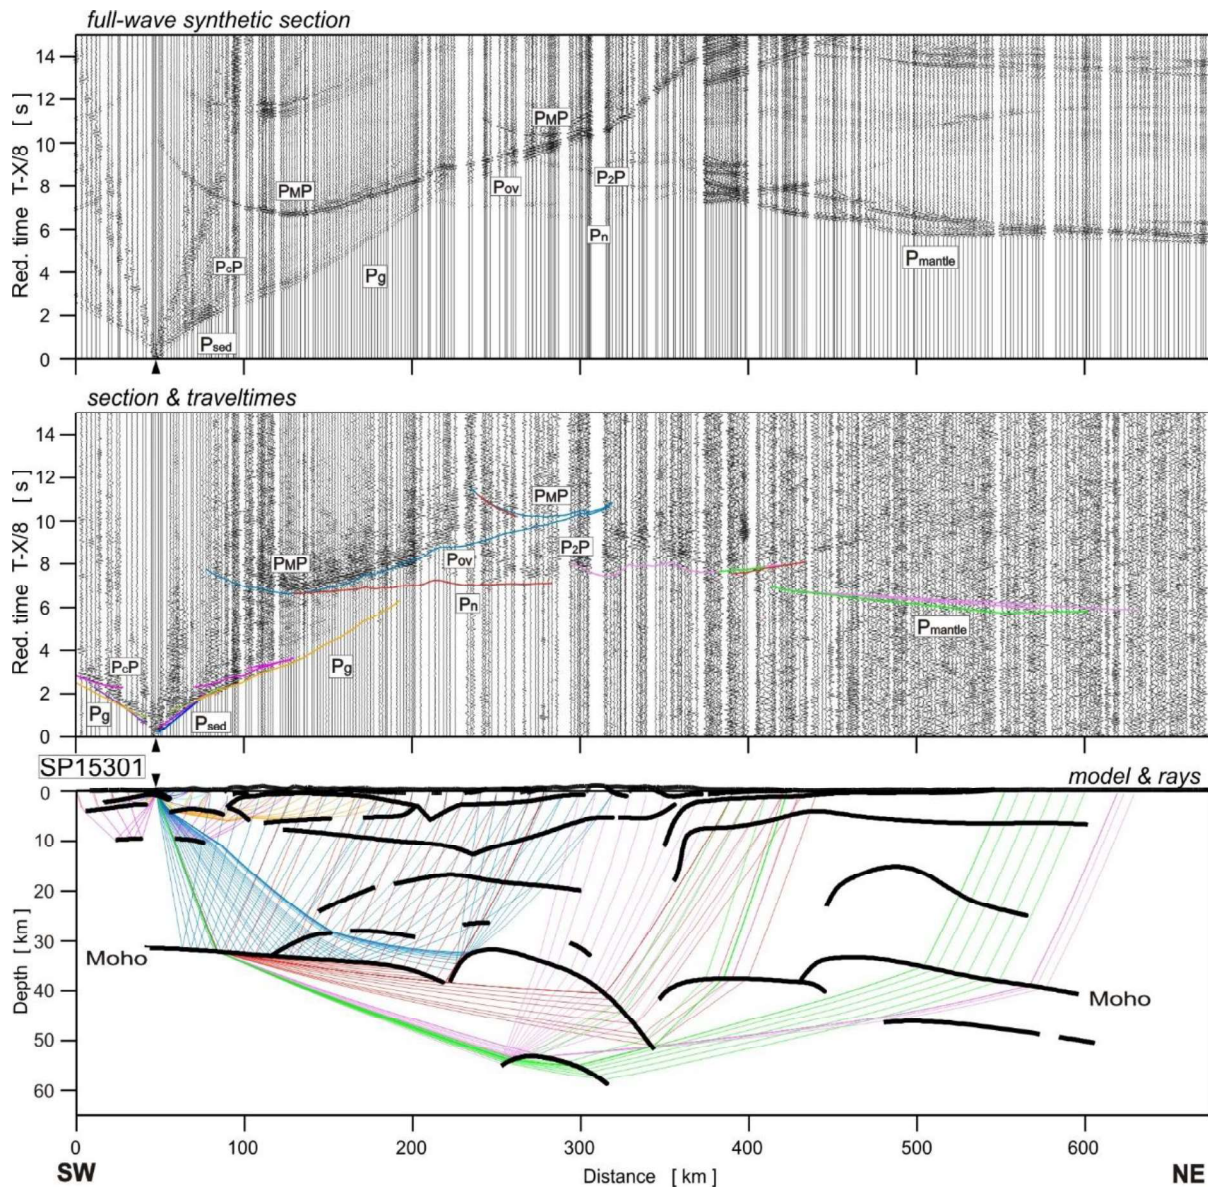 full-wave synthetic section
14
12
10
8
6
4
2
0
Red. time T-X/8 [ s ]
PMP
PcP
Psed
Pg
Pov
PMP
P2P
Pn
Pmantle
section & traveltimes
14
12
10
8
6
4
2
0
Red. time T-X/8 [ s ]
PcP
Pg
Psed
PMP
Pg
Pov
Pn
PMP
P2P
Pmantle
SP15301
model & rays
0
10
20
30
40
50
60
Depth [ km ]
Moho
Moho
0 100 200 300 400 500 600
SW Distance [ km ] NE